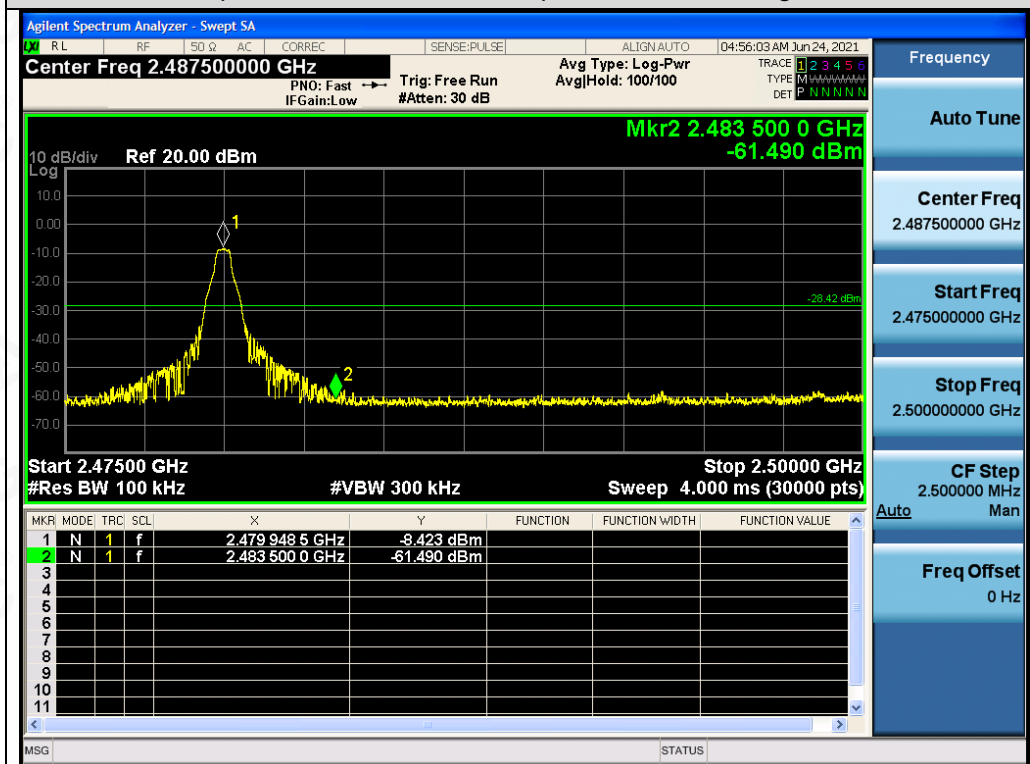 Agilent Spectrum Analyzer - Swept SA
LXI RL RF 50 Ω AC CORREC SENSE:PULSE ALIGN AUTO 04:56:03 AM Jun 24, 2021
Center Freq 2.487500000 GHz
PNO: Fast
IFGain:Low
Trig: Free Run
#Atten: 30 dB
Avg Type: Log-Pwr
Avg|Hold: 100/100
TRACE 1 2 3 4 5 6
TYPE M
DET P N N N N N
Mkr2 2.483 500 0 GHz
-61.490 dBm
10 dB/div Ref 20.00 dBm
Log
10.0
0.00
-10.0
-20.0
-30.0
-40.0
-50.0
-60.0
-70.0
1
2
-28.42 dBm
Start 2.47500 GHz Stop 2.50000 GHz
#Res BW 100 kHz #VBW 300 kHz Sweep 4.000 ms (30000 pts)
MKR MODE TRC SCL X Y FUNCTION FUNCTION WIDTH FUNCTION VALUE
1 N 1 f 2.479 948 5 GHz -8.423 dBm
2 N 1 f 2.483 500 0 GHz -61.490 dBm
3
4
5
6
7
8
9
10
11
MSG STATUS
Frequency
Auto Tune
Center Freq
2.487500000 GHz
Start Freq
2.475000000 GHz
Stop Freq
2.500000000 GHz
CF Step
2.500000 MHz
Auto Man
Freq Offset
0 Hz